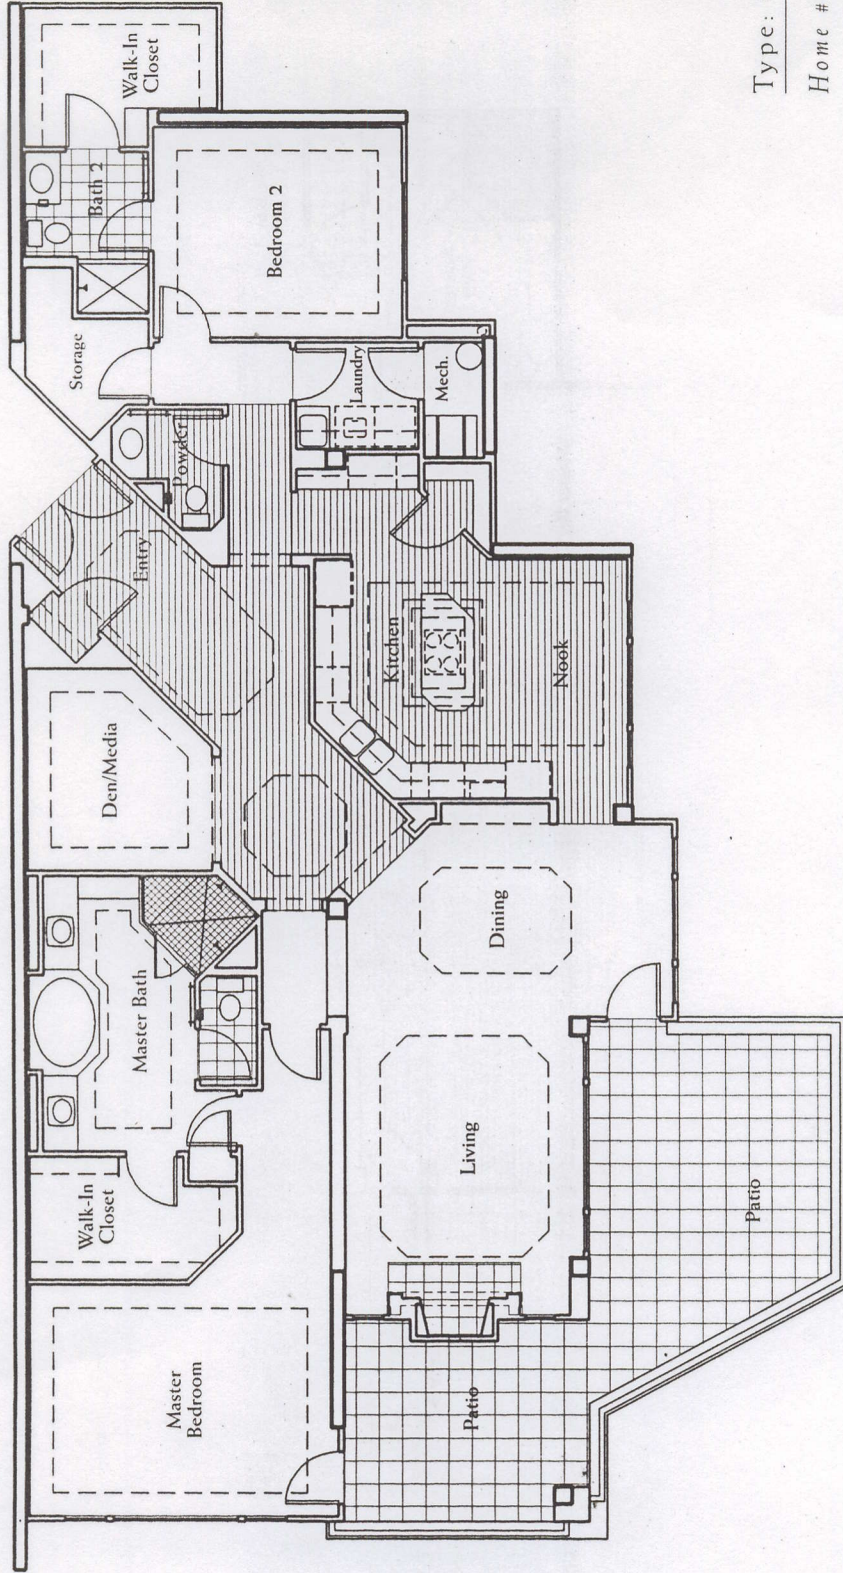 Walk-In
Closet
Bath 2
Bedroom 2
Storage
Laundry
Mech.
Powder
Entry
Kitchen
Nook
Den/Media
Dining
Master Bath
Living
Walk-In
Closet
Patio
Master
Bedroom
Patio
Type:
Home #